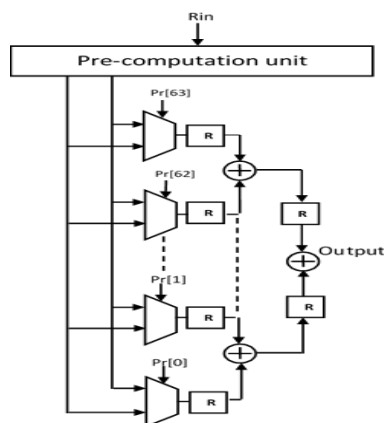 Rin
Pre-computation unit
Pr[63]
R
Pr[62]
R
R
Output
Pr[1]
R
R
Pr[0]
R